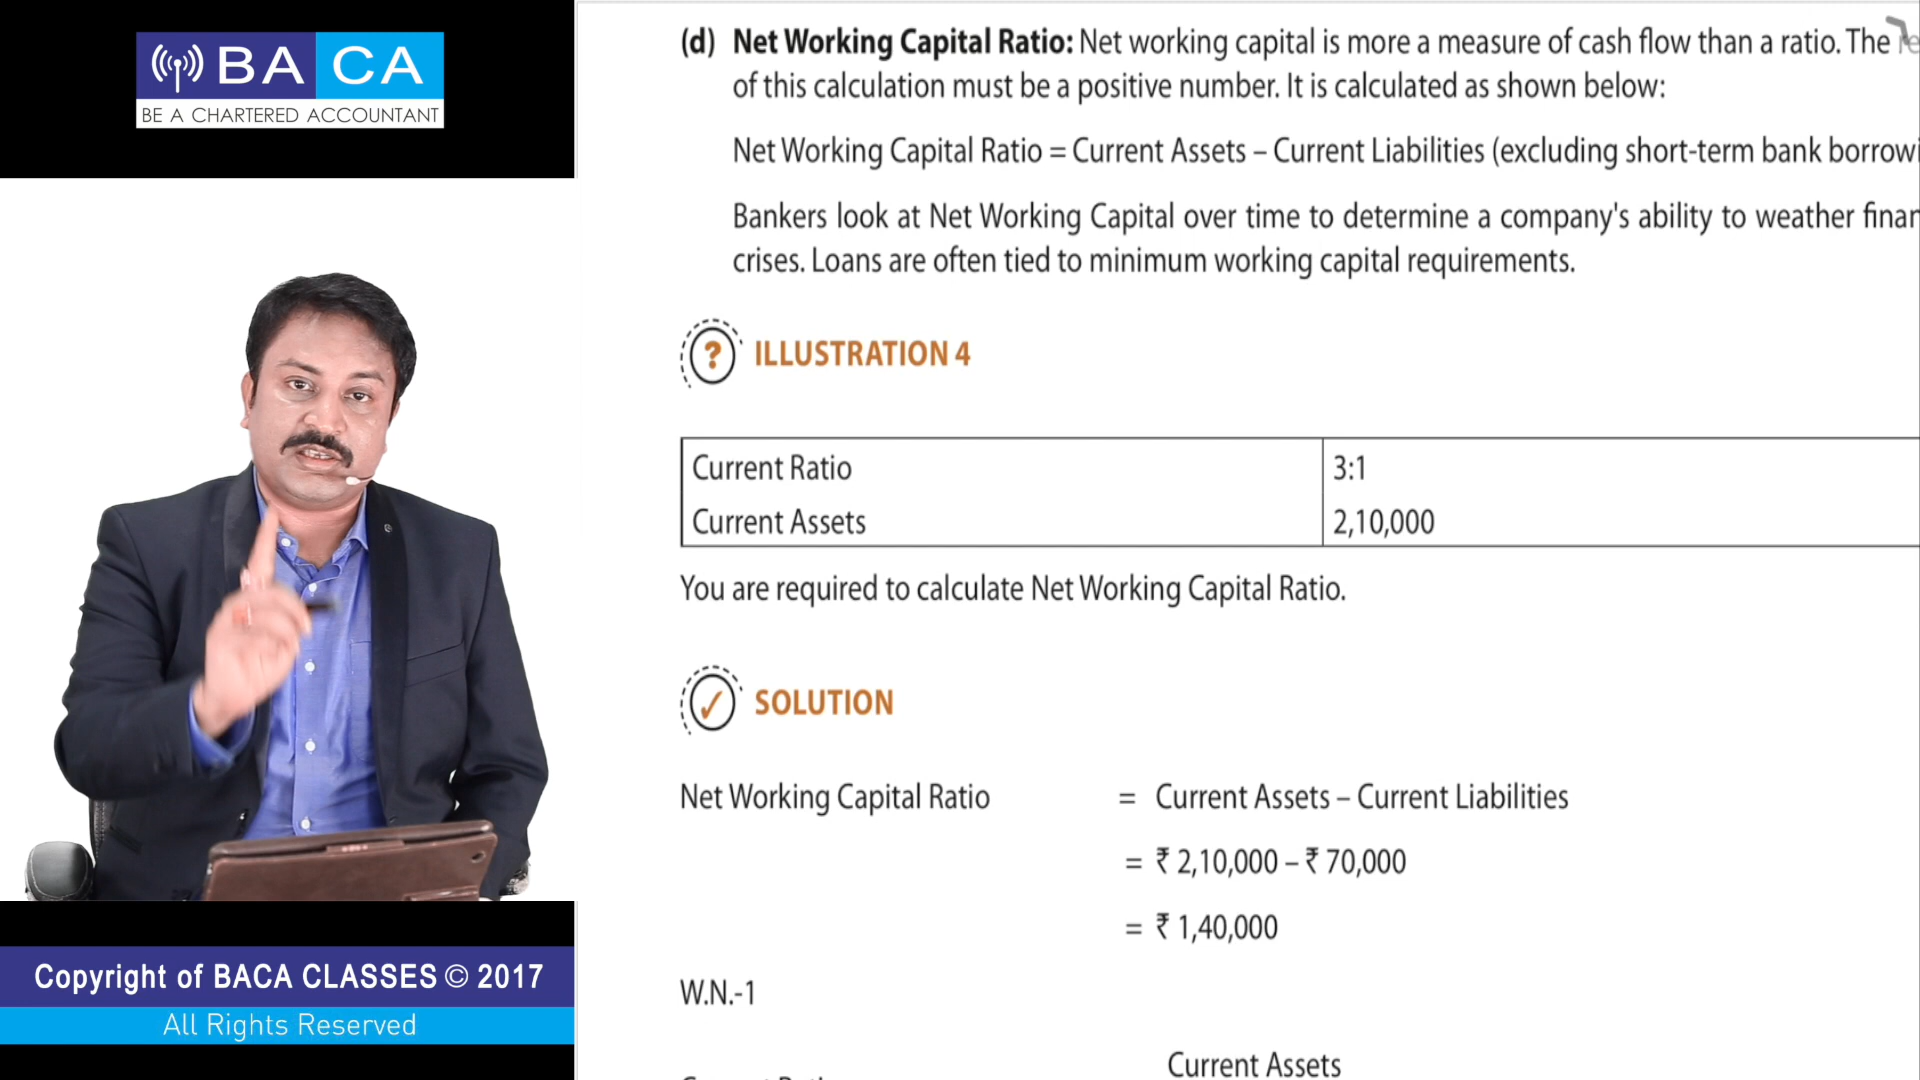 BA CA
BE A CHARTERED ACCOUNTANT
(d) Net Working Capital Ratio: Net working capital is more a measure of cash flow than a ratio. The
of this calculation must be a positive number. It is calculated as shown below:
Net Working Capital Ratio = Current Assets – Current Liabilities (excluding short-term bank
Bankers look at Net Working Capital over time to determine a company's ability to weather
crises. Loans are often tied to minimum working capital requirements.
? ILLUSTRATION 4
Current Ratio 3:1
Current Assets 2,10,000
You are required to calculate Net Working Capital Ratio.
SOLUTION
Net Working Capital Ratio = Current Assets – Current Liabilities
= ₹ 2,10,000 – ₹ 70,000
= ₹ 1,40,000
W.N.-1
Current Assets
Copyright of BACA CLASSES © 2017
All Rights Reserved